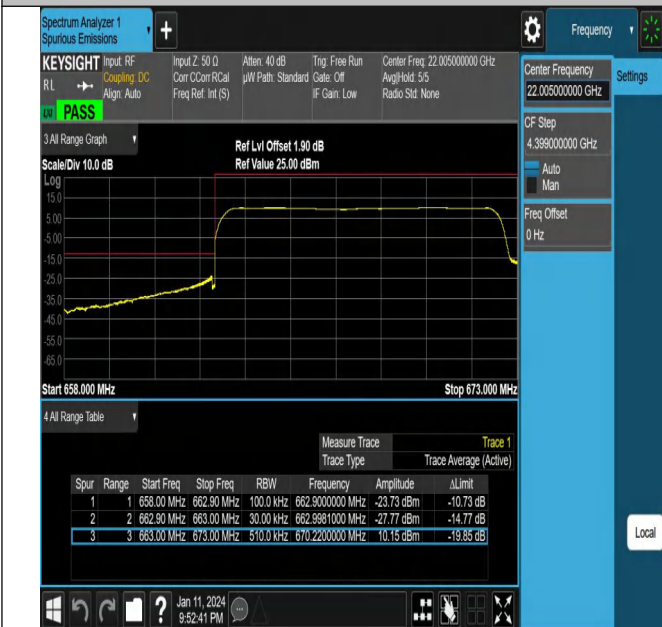 Spectrum Analyzer 1
Spurious Emissions
Frequency
KEYSIGHT
R L
PASS
Input: RF
Coupling: DC
Align: Auto
Input Z: 50 Ω
Corr CCorr RCal
Freq Ref: Int (S)
Atten: 40 dB
µW Path: Standard
Trig: Free Run
Gate: Off
IF Gain: Low
Center Freq: 22.005000000 GHz
Avg|Hold: 5/5
Radio Std: None
Center Frequency
22.005000000 GHz
Settings
CF Step
4.399000000 GHz
Auto
Man
Freq Offset
0 Hz
3 All Range Graph
Scale/Div 10.0 dB
Ref Lvl Offset 1.90 dB
Ref Value 25.00 dBm
Log
15.0
5.00
-5.00
-15.0
-25.0
-35.0
-45.0
-55.0
-65.0
Start 658.000 MHz
Stop 673.000 MHz
4 All Range Table
Measure Trace Trace 1
Trace Type Trace Average (Active)
Spur Range Start Freq Stop Freq RBW Frequency Amplitude ΔLimit
1 1 658.00 MHz 662.90 MHz 100.0 kHz 662.9000000 MHz -23.73 dBm -10.73 dB
2 2 662.90 MHz 663.00 MHz 30.00 kHz 662.9981000 MHz -27.77 dBm -14.77 dB
3 3 663.00 MHz 673.00 MHz 510.0 kHz 670.2200000 MHz 10.15 dBm -19.85 dB
Local
Jan 11, 2024
9:52:41 PM